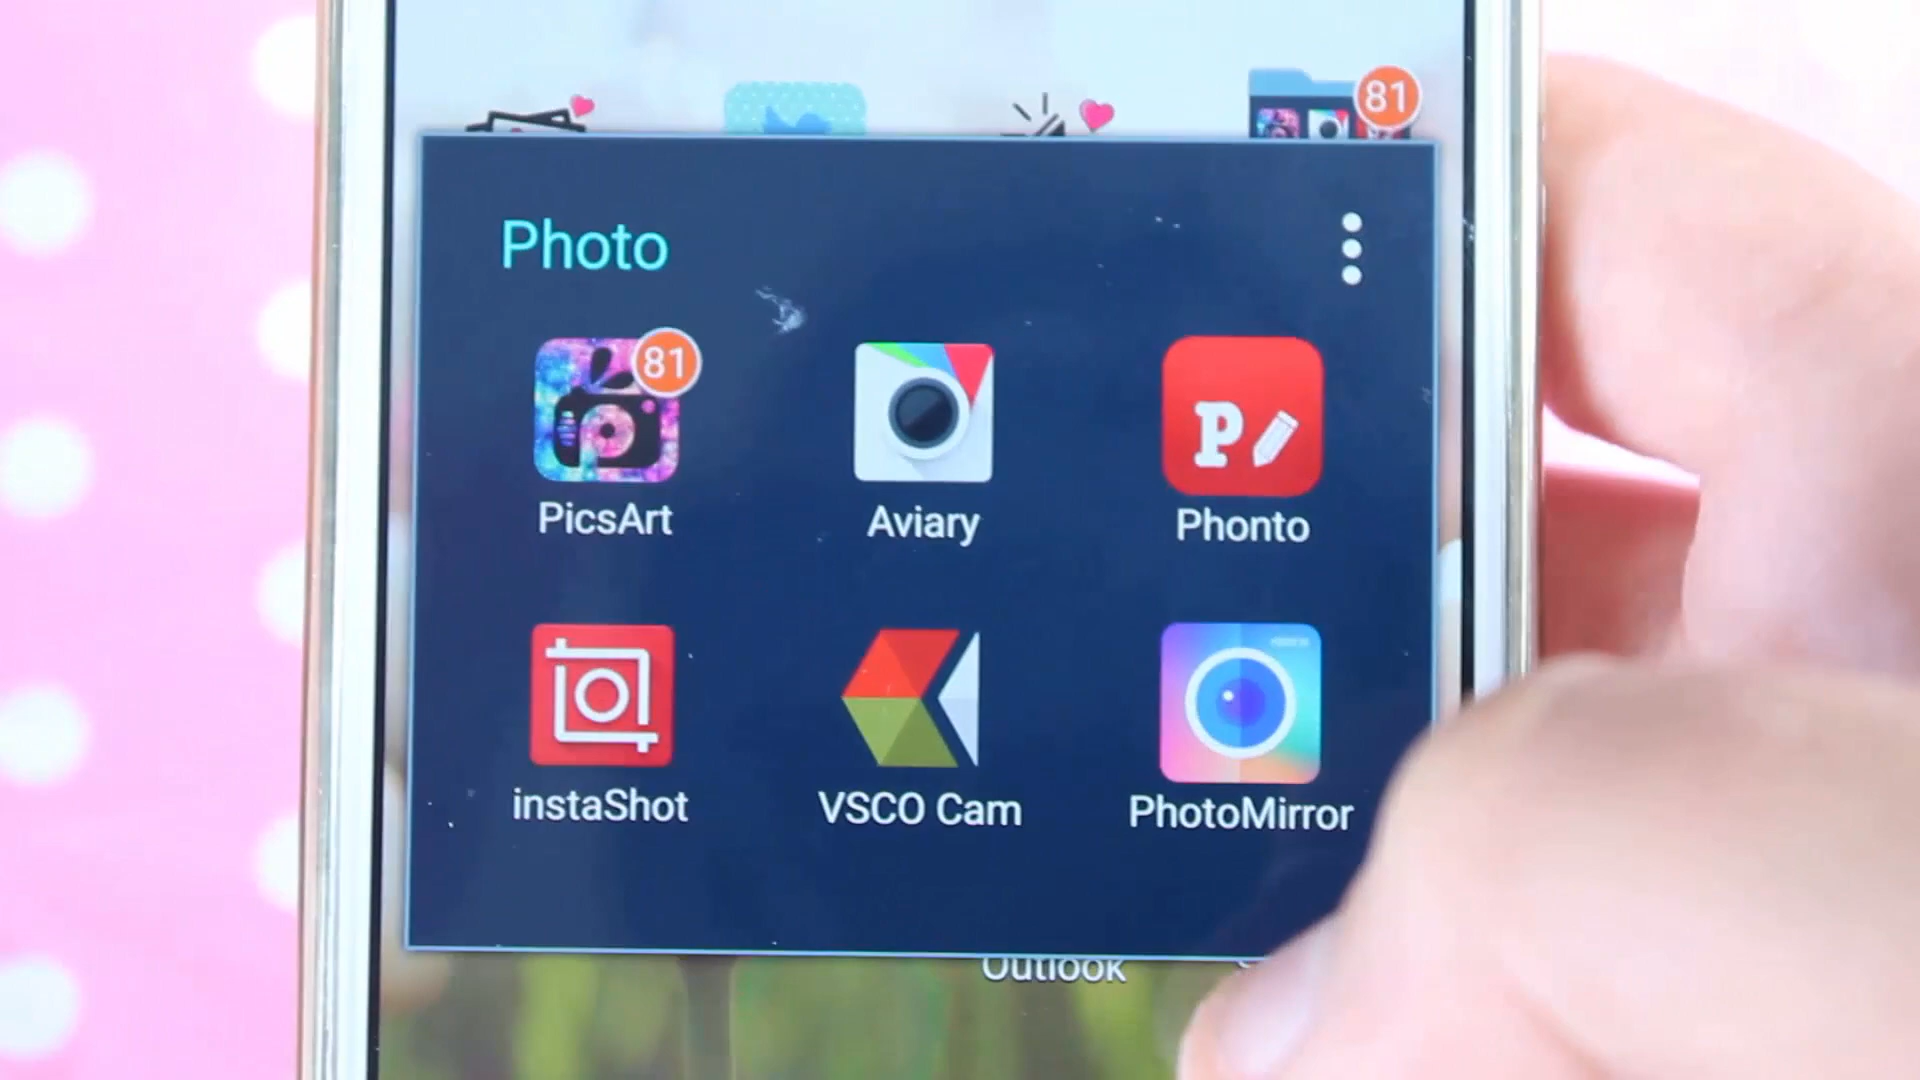 81
Photo
81
PicsArt
Aviary
Phonto
instaShot
VSCO Cam
PhotoMirror
Outlook